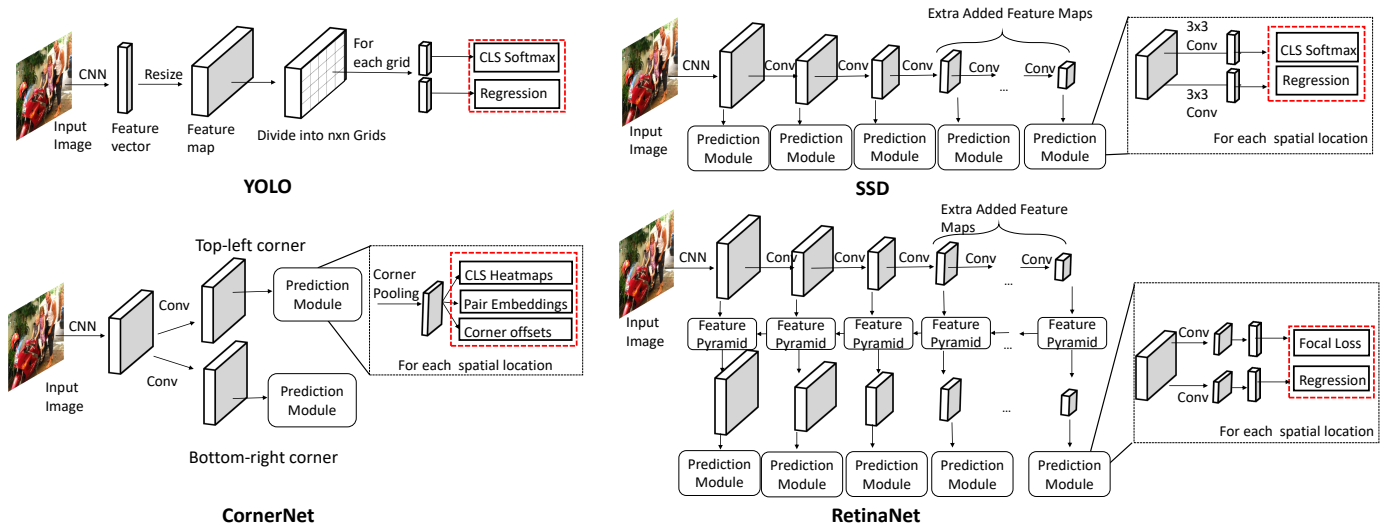 CNN
Resize
For
each grid
CLS Softmax
Regression
Input
Image
Feature
vector
Feature
map
Divide into nxn Grids
YOLO
Extra Added Feature Maps
CNN
Conv
Conv
Conv
Conv
Conv
...
Input
Image
Prediction
Module
Prediction
Module
Prediction
Module
Prediction
Module
Prediction
Module
3x3
Conv
3x3
Conv
CLS Softmax
Regression
For each spatial location
SSD
Top-left corner
CNN
Conv
Conv
Input
Image
Prediction
Module
Prediction
Module
Corner
Pooling
CLS Heatmaps
Pair Embeddings
Corner offsets
For each spatial location
Bottom-right corner
CornerNet
Extra Added Feature
Maps
CNN
Conv
Conv
Conv
Conv
Conv
...
Input
Image
Feature
Pyramid
Feature
Pyramid
Feature
Pyramid
Feature
Pyramid
...
Feature
Pyramid
...
Prediction
Module
Prediction
Module
Prediction
Module
Prediction
Module
Prediction
Module
Conv
Conv
Focal Loss
Regression
For each spatial location
RetinaNet